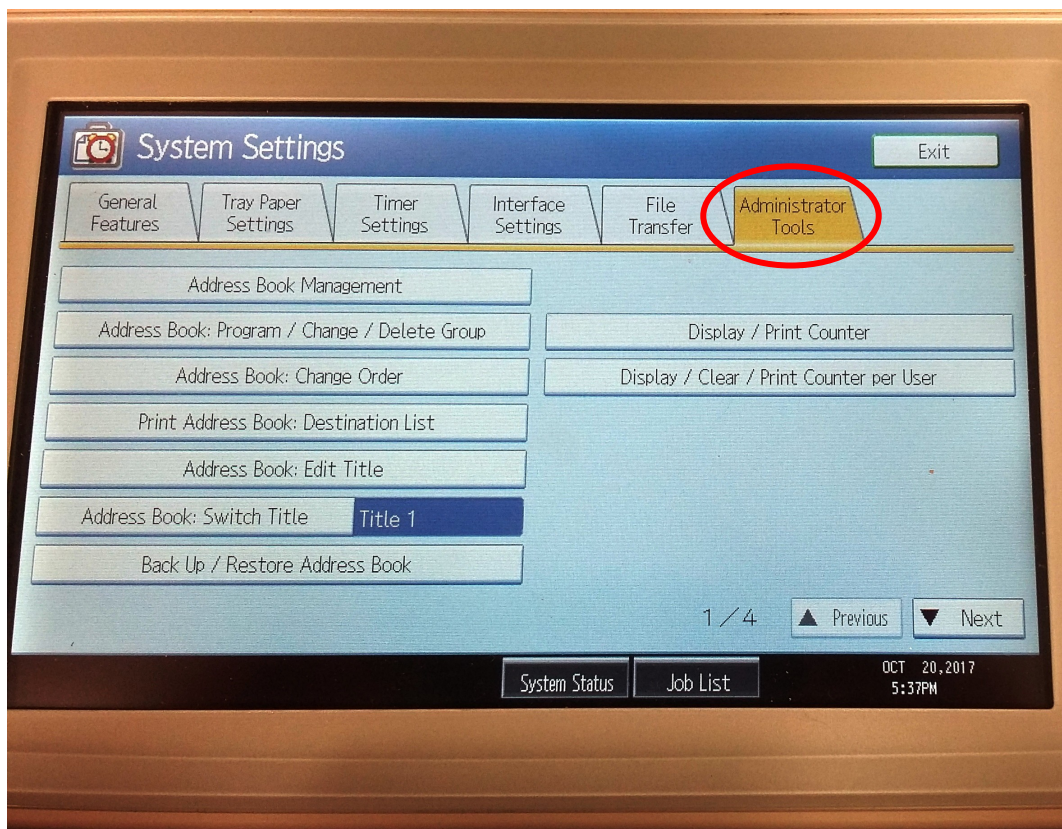 System Settings
Exit
General
Features
Tray Paper
Settings
Timer
Settings
Interface
Settings
File
Transfer
Administrator
Tools
Address Book Management
Address Book: Program / Change / Delete Group
Display / Print Counter
Address Book: Change Order
Display / Clear / Print Counter per User
Print Address Book: Destination List
Address Book: Edit Title
Address Book: Switch Title
Title 1
Back Up / Restore Address Book
1/4
▲ Previous
▼ Next
System Status
Job List
OCT 20,2017
5:37PM